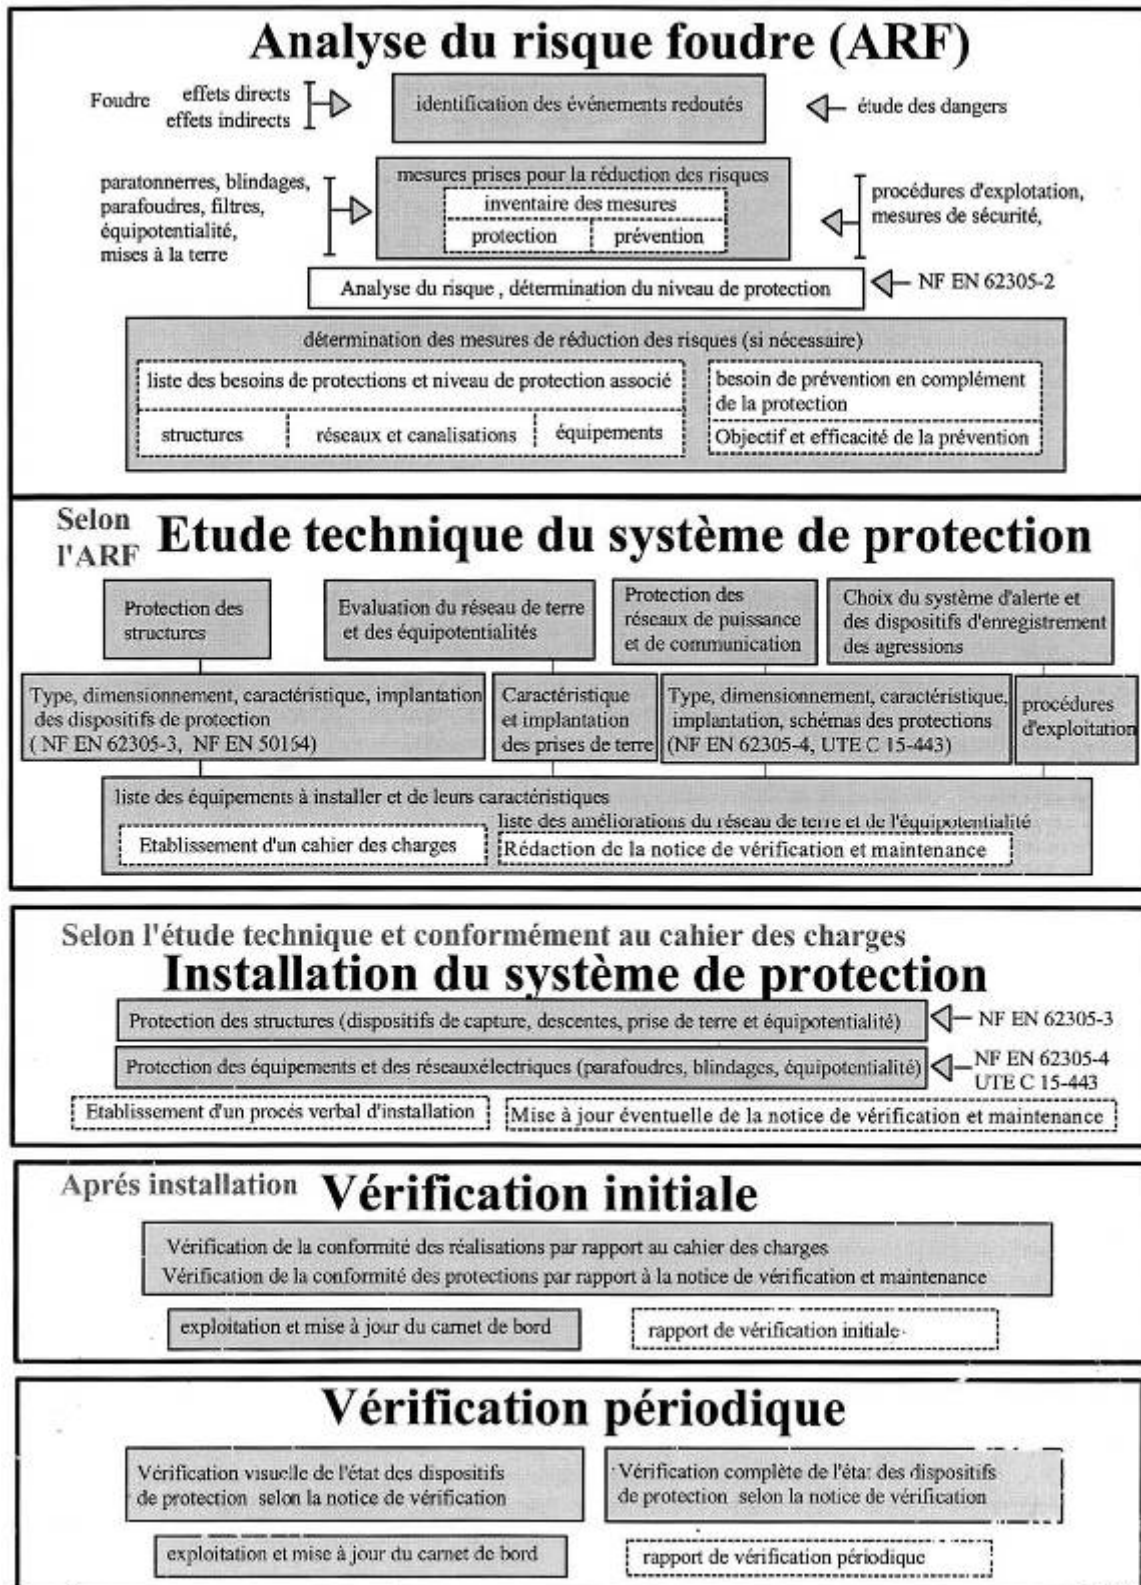 Analyse du risque foudre (ARF)
Foudre
effets directs
effets indirects
identification des événements redoutés
étude des dangers
paratonnerres, blindages,
parafoudres, filtres,
équipotentialité,
mises à la terre
mesures prises pour la réduction des risques
inventaire des mesures
protection
prévention
procédures d'explotation,
mesures de sécurité,
Analyse du risque , détermination du niveau de protection
NF EN 62305-2
détermination des mesures de réduction des risques (si nécessaire)
liste des besoins de protections et niveau de protection associé
structures
réseaux et canalisations
équipements
besoin de prévention en complément
de la protection
Objectif et efficacité de la prévention
Selon
l'ARF
Etude technique du système de protection
Protection des
structures
Evaluation du réseau de terre
et des équipotentialités
Protection des
réseaux de puissance
et de communication
Choix du système d'alerte et
des dispositifs d'enregistrement
des agressions
Type, dimensionnement, caractéristique, implantation
des dispositifs de protection
( NF EN 62305-3, NF EN 50164)
Caractéristique
et implantation
des prises de terre
Type, dimensionnement, caractéristique,
implantation, schémas des protections
(NF EN 62305-4, UTE C 15-443)
procédures
d'exploitation
liste des équipements à installer et de leurs caractéristiques
liste des améliorations du réseau de terre et de l'équipotentialité
Etablissement d'un cahier des charges
Rédaction de la notice de vérification et maintenance
Selon l'étude technique et conformément au cahier des charges
Installation du système de protection
Protection des structures (dispositifs de capture, descentes, prise de terre et équipotentialité)
NF EN 62305-3
Protection des équipements et des réseauxélectriques (parafoudres, blindages, équipotentialité)
NF EN 62305-4
UTE C 15-443
Etablissement d'un procés verbal d'installation
Mise à jour éventuelle de la notice de vérification et maintenance
Aprés installation
Vérification initiale
Vérification de la conformité des réalisations par rapport au cahier des charges
Vérification de la conformité des protections par rapport à la notice de vérification et maintenance
exploitation et mise à jour du carnet de bord
rapport de vérification initiale
Vérification périodique
Vérification visuelle de l'état des dispositifs
de protection selon la notice de vérification
Vérification complète de l'état des dispositifs
de protection selon la notice de vérification
exploitation et mise à jour du carnet de bord
rapport de vérification périodique